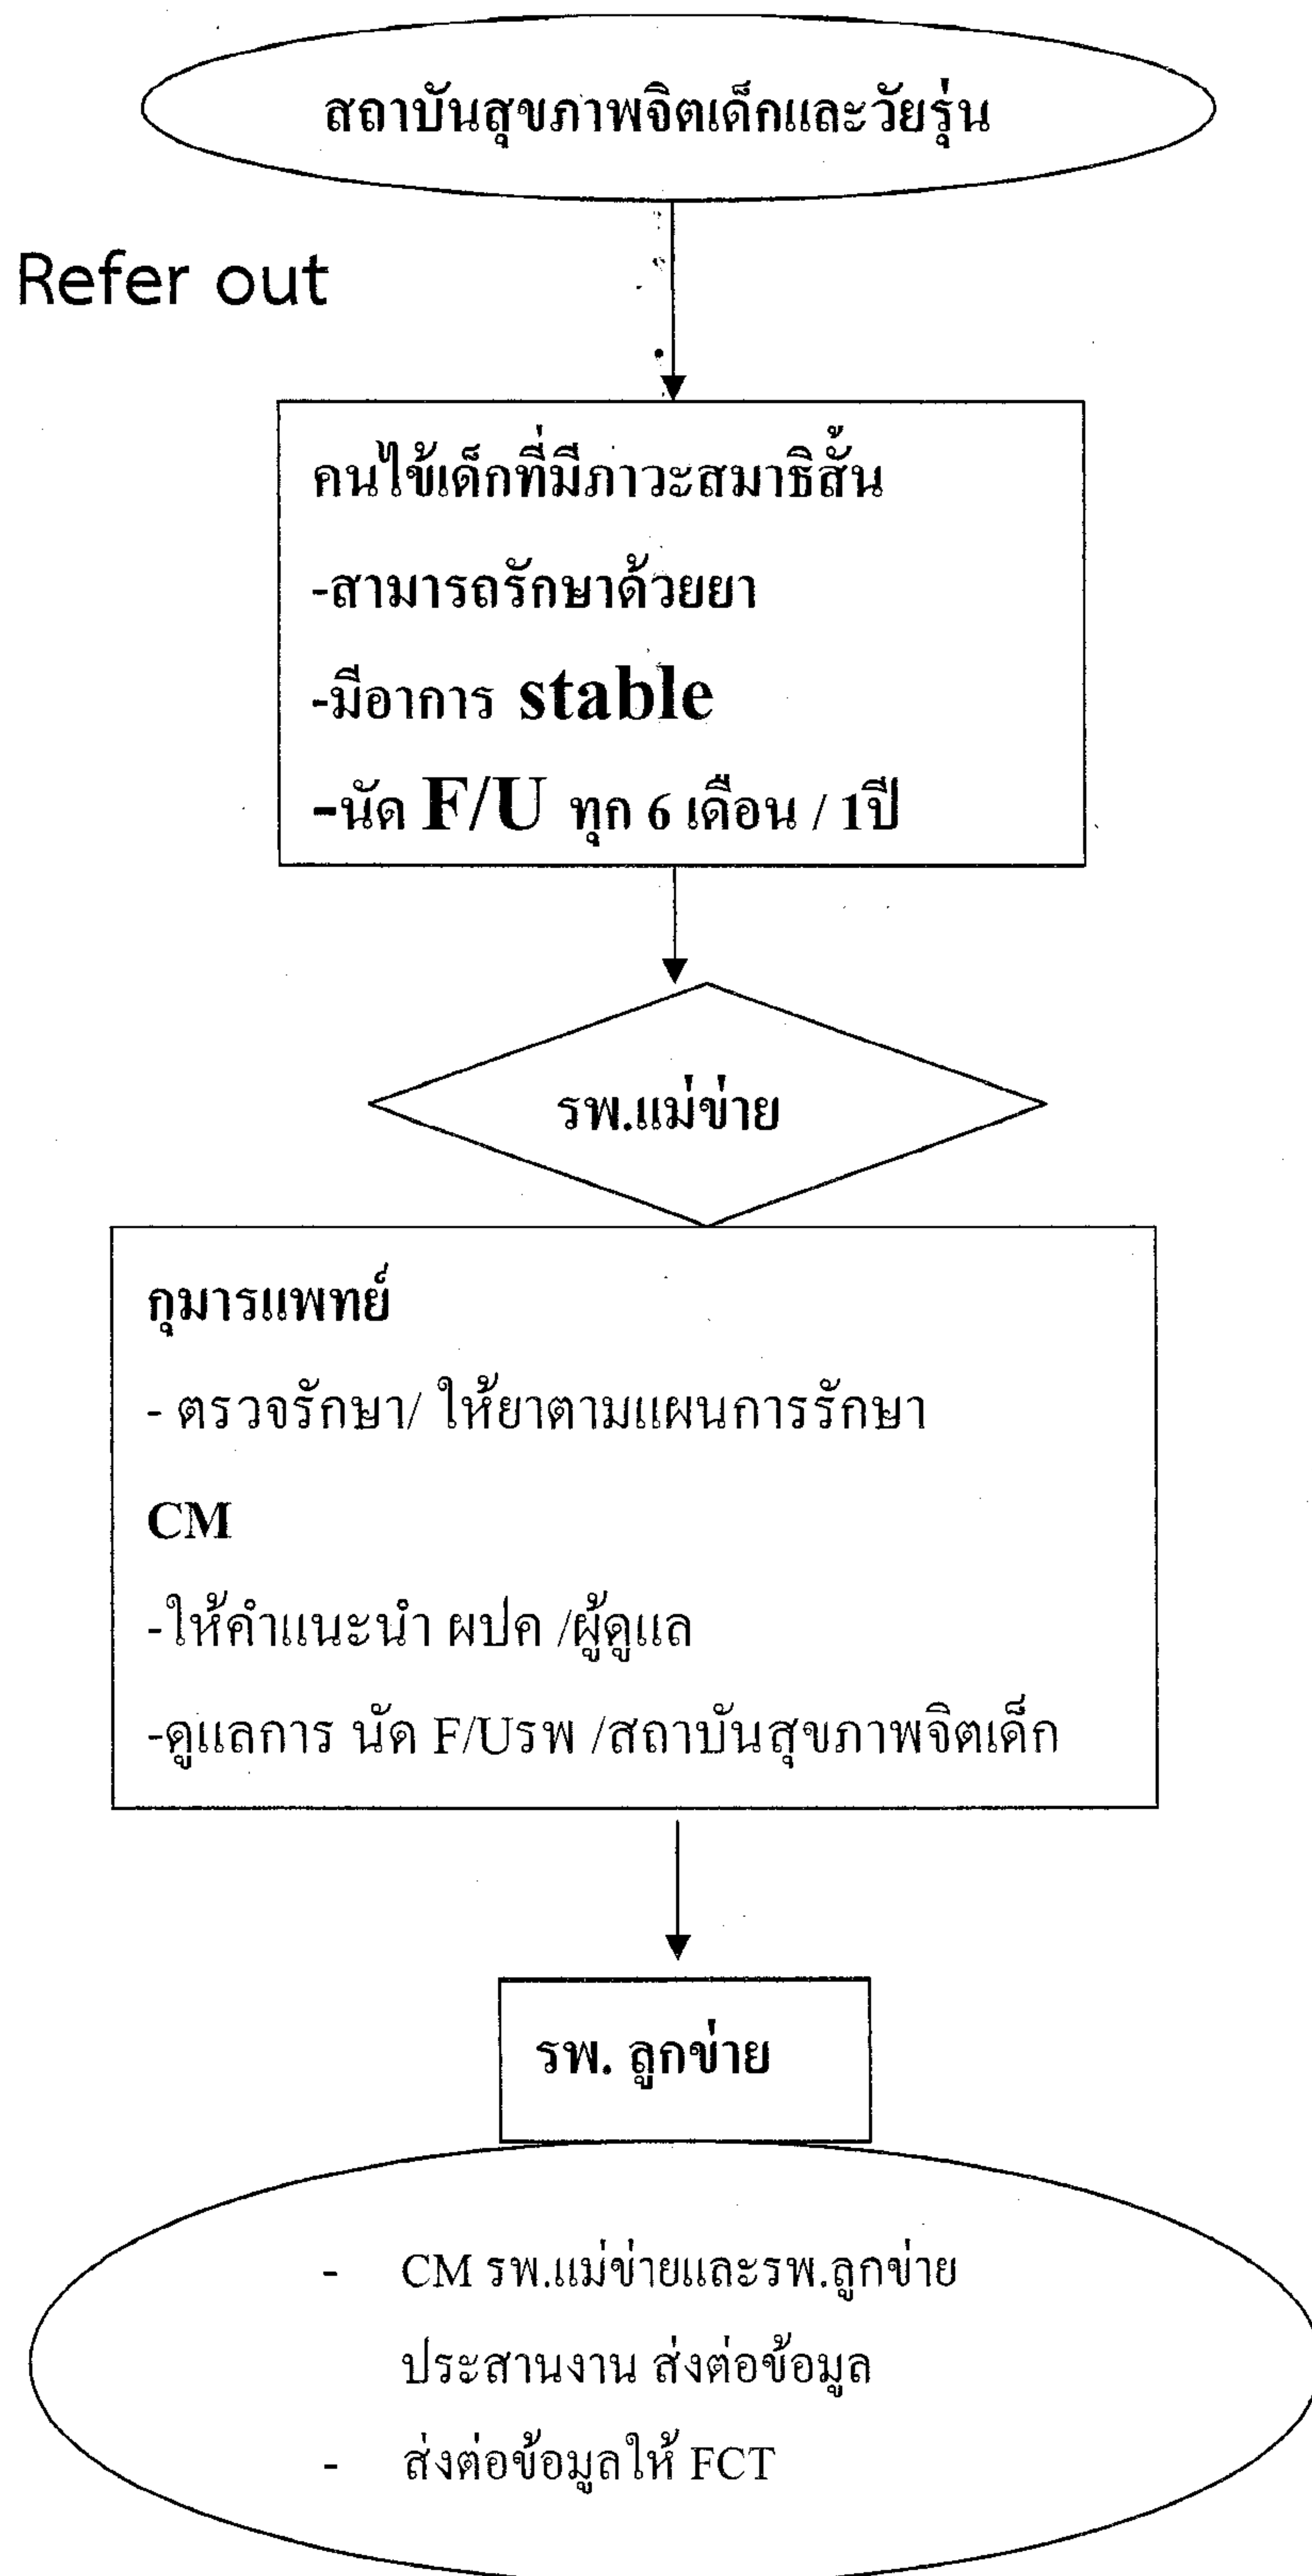 สถาบันสุขภาพจิตเด็กและวัยรุ่น
Refer out
คนไข้เด็กที่มีภาวะสมาธิสั้น
-สามารถรักษาด้วยยา
-มีอาการ stable
-นัด F/U ทุก 6 เดือน / 1ปี
รพ.แม่ข่าย
กุมารแพทย์
- ตรวจรักษา/ ให้ยาตามแผนการรักษา
CM
-ให้คำแนะนำ ผปค /ผู้ดูแล
-ดูแลการ นัด F/Uรพ /สถาบันสุขภาพจิตเด็ก
รพ. ลูกข่าย
- CM รพ.แม่ข่ายและรพ.ลูกข่าย
ประสานงาน ส่งต่อข้อมูล
- ส่งต่อข้อมูลให้ FCT